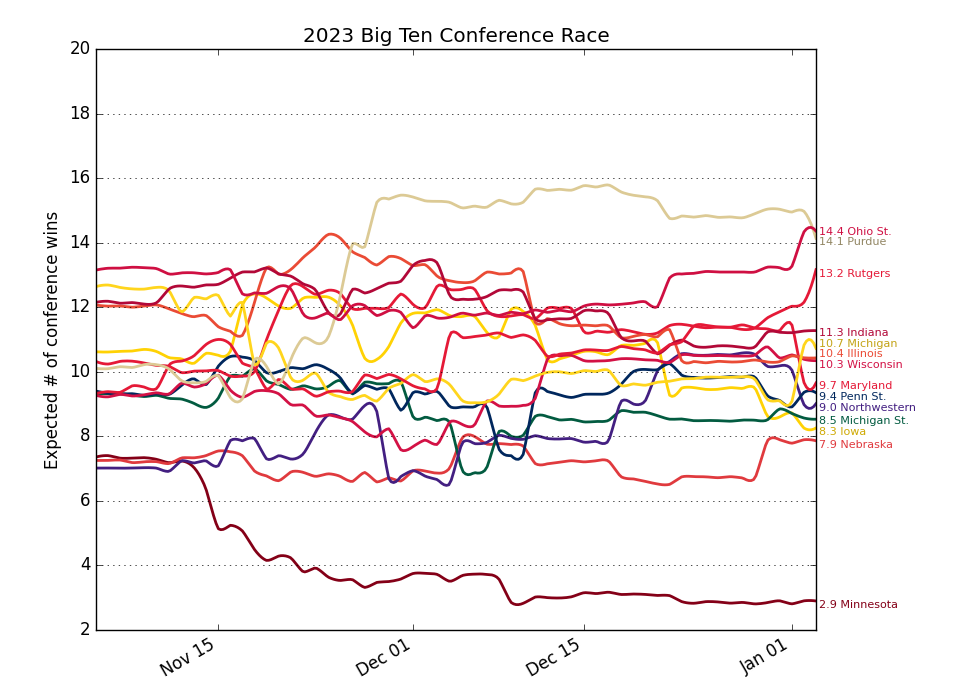 2023 Big Ten Conference Race
Expected # of conference wins
20
18
16
14
12
10
8
6
4
2
14.4 Ohio St.
14.1 Purdue
13.2 Rutgers
11.3 Indiana
10.7 Michigan
10.4 Illinois
10.3 Wisconsin
9.7 Maryland
9.4 Penn St.
9.0 Northwestern
8.5 Michigan St.
8.3 Iowa
7.9 Nebraska
2.9 Minnesota
Nov 15
Dec 01
Dec 15
Jan 01